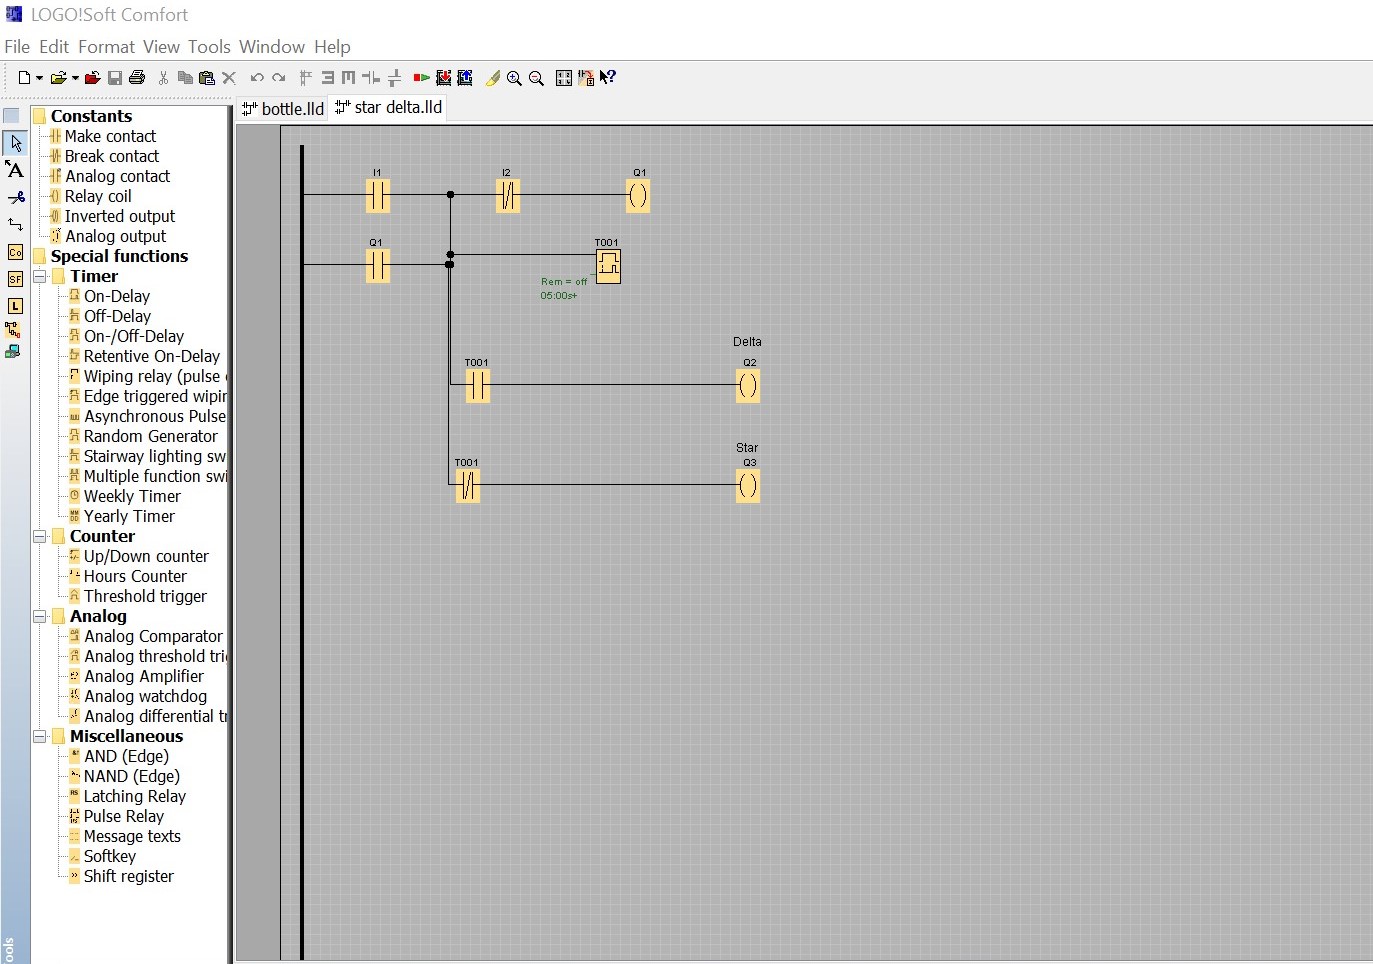 LOGO!Soft Comfort
File Edit Format View Tools Window Help
bottle.lld
star delta.lld
Constants
Make contact
Break contact
Analog contact
Relay coil
Inverted output
Analog output
Special functions
Timer
On-Delay
Off-Delay
On-/Off-Delay
Retentive On-Delay
Wiping relay (pulse
Edge triggered wipin
Asynchronous Pulse
Random Generator
Stairway lighting sw
Multiple function swi
Weekly Timer
Yearly Timer
Counter
Up/Down counter
Hours Counter
Threshold trigger
Analog
Analog Comparator
Analog threshold tri
Analog Amplifier
Analog watchdog
Analog differential tr
Miscellaneous
AND (Edge)
NAND (Edge)
Latching Relay
Pulse Relay
Message texts
Softkey
Shift register
A
Co
SF
L
ools
I1
I2
Q1
Q1
T001
Rem = off
05:00s+
Delta
T001
Q2
Star
T001
Q3